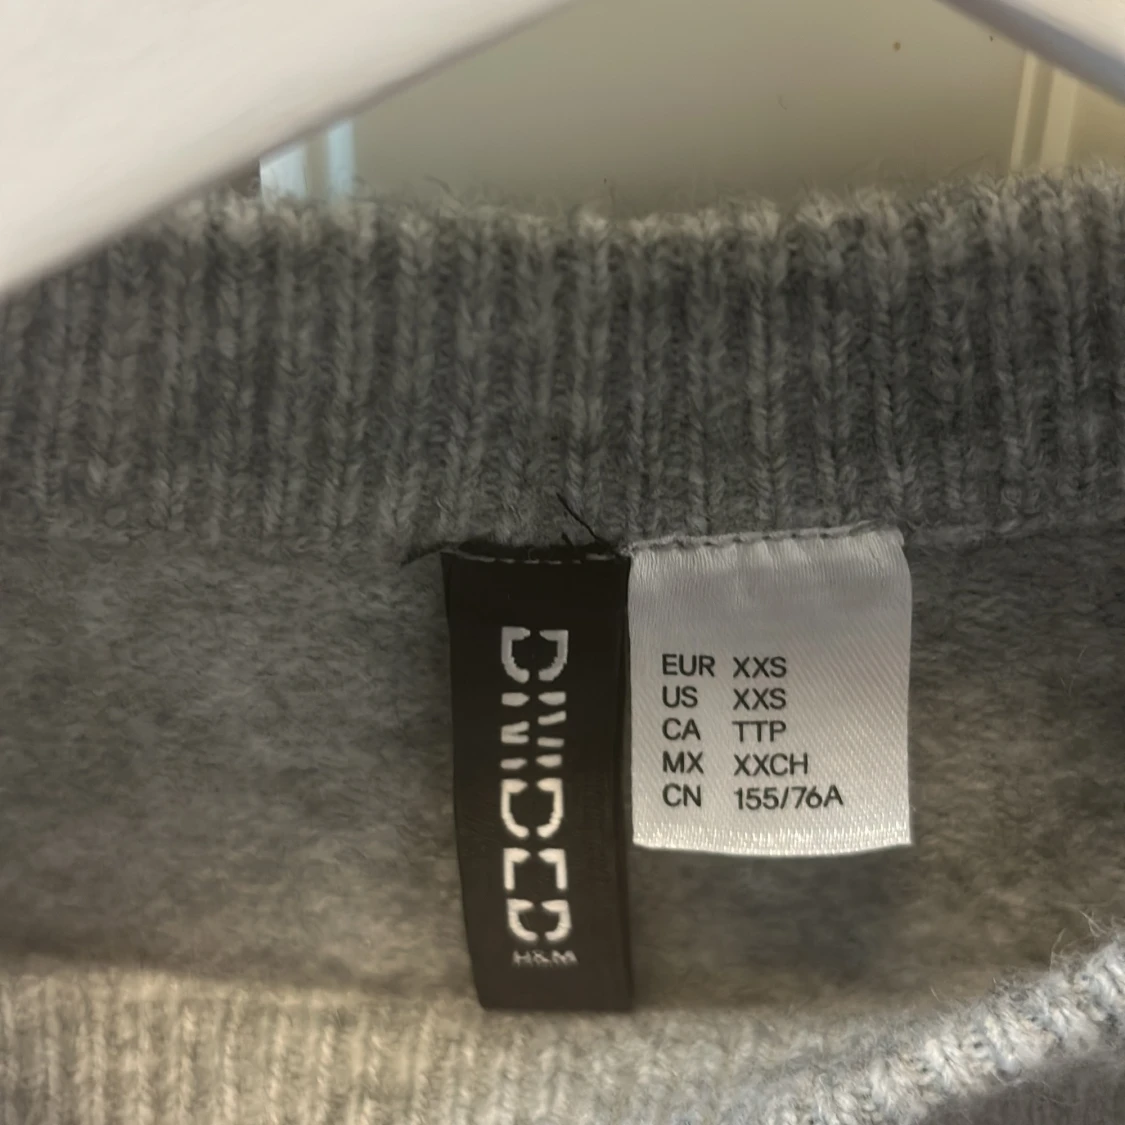 DIVIDED
H&M
EUR XXS
US XXS
CA TTP
MX XXCH
CN 155/76A